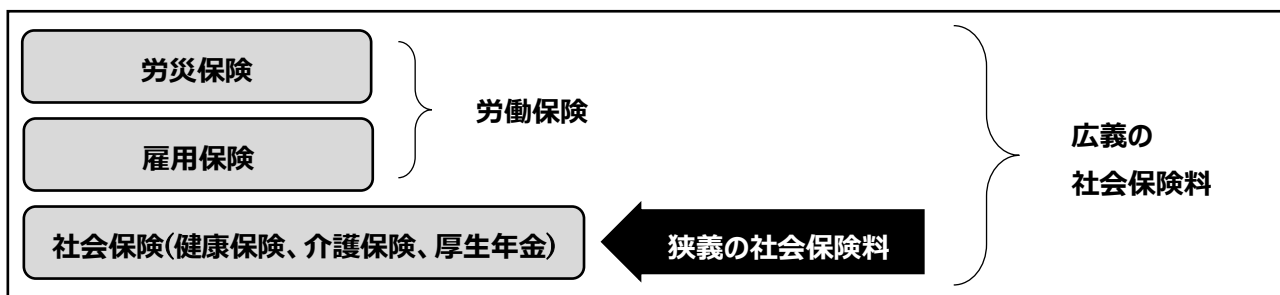 労災保険
労働保険
雇用保険
広義の
社会保険料
社会保険(健康保険、介護保険、厚生年金)
狭義の社会保険料